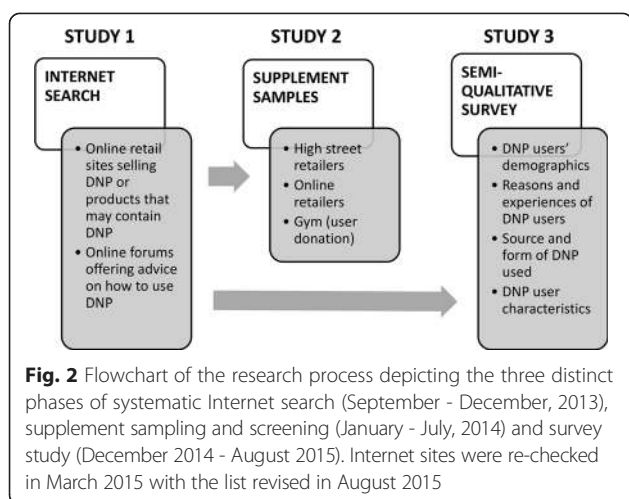 STUDY 1
STUDY 2
STUDY 3
INTERNET
SEARCH
• Online retail
sites selling
DNP or
products that
may contain
DNP
• Online forums
offering advice
on how to use
DNP
SUPPLEMENT
SAMPLES
• High street
retailers
• Online
retailers
• Gym (user
donation)
SEMI-
QUALITATIVE
SURVEY
• DNP users'
demographics
• Reasons and
experiences of
DNP users
• Source and
form of DNP
used
• DNP user
characteristics
Fig. 2 Flowchart of the research process depicting the three distinct
phases of systematic Internet search (September - December, 2013),
supplement sampling and screening (January - July, 2014) and survey
study (December 2014 - August 2015). Internet sites were re-checked
in March 2015 with the list revised in August 2015